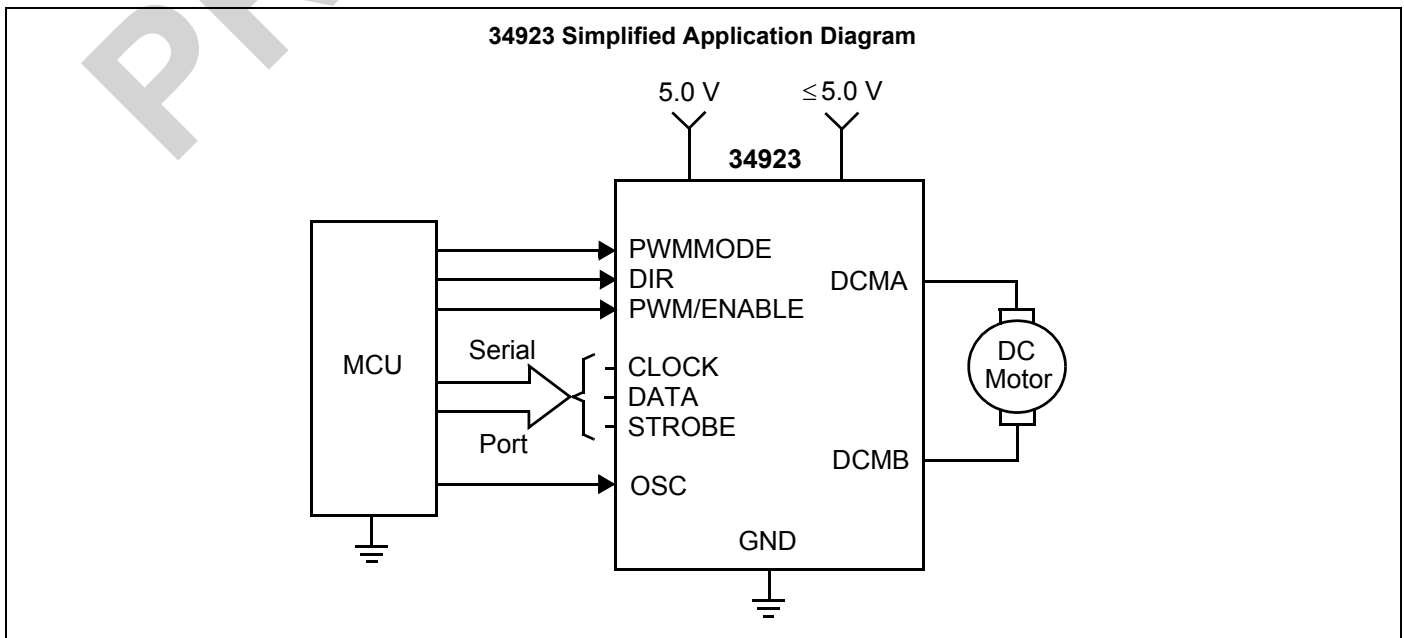 34923 Simplified Application Diagram
5.0 V
≤5.0 V
34923
MCU
Serial
Port
PWMMODE
DIR
PWM/ENABLE
CLOCK
DATA
STROBE
OSC
GND
DCMA
DCMB
DC
Motor